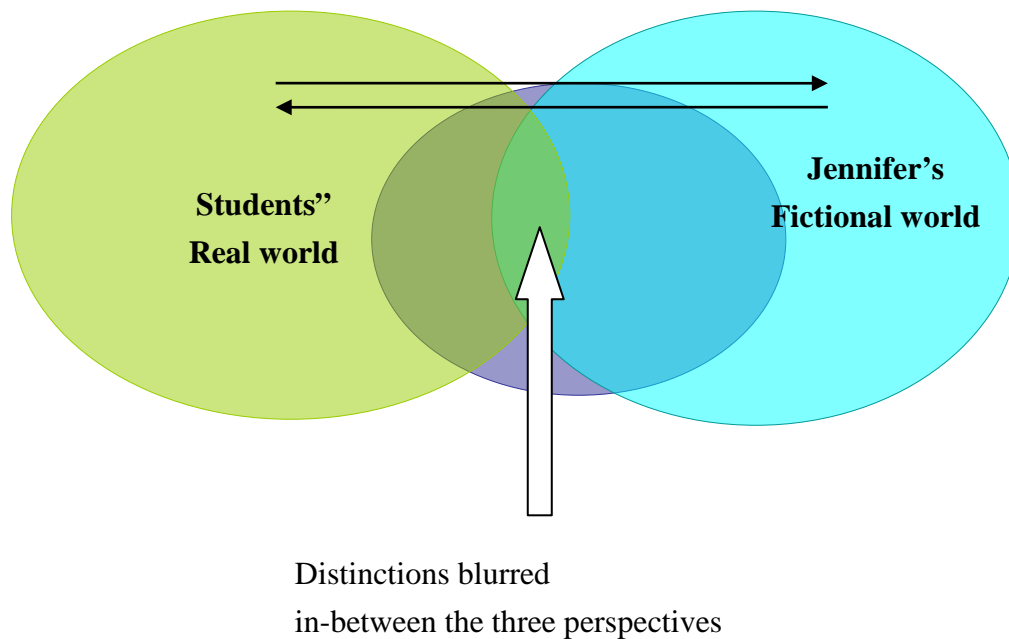 Students”
Real world
Jennifer’s
Fictional world
Distinctions blurred
in-between the three perspectives